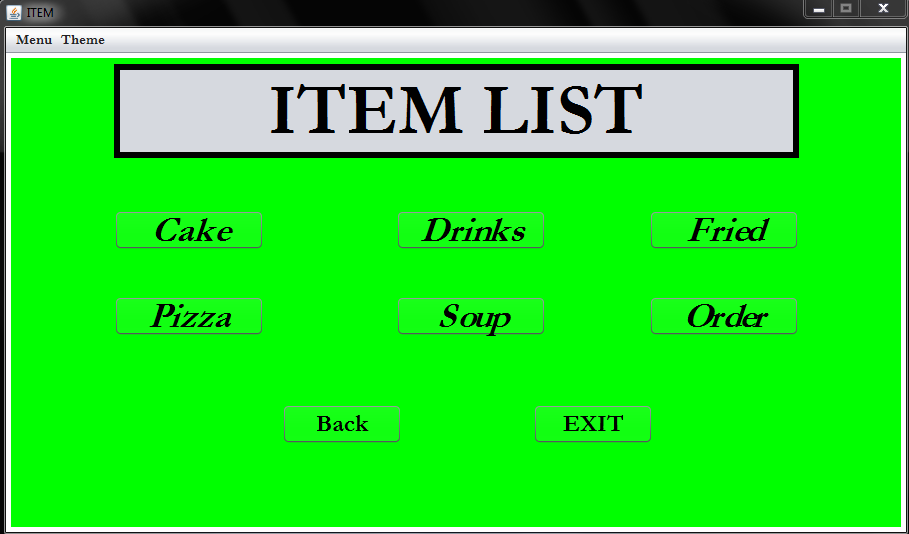 ITEM
Menu Theme
ITEM LIST
Cake Drinks Fried
Pizza Soup Order
Back EXIT